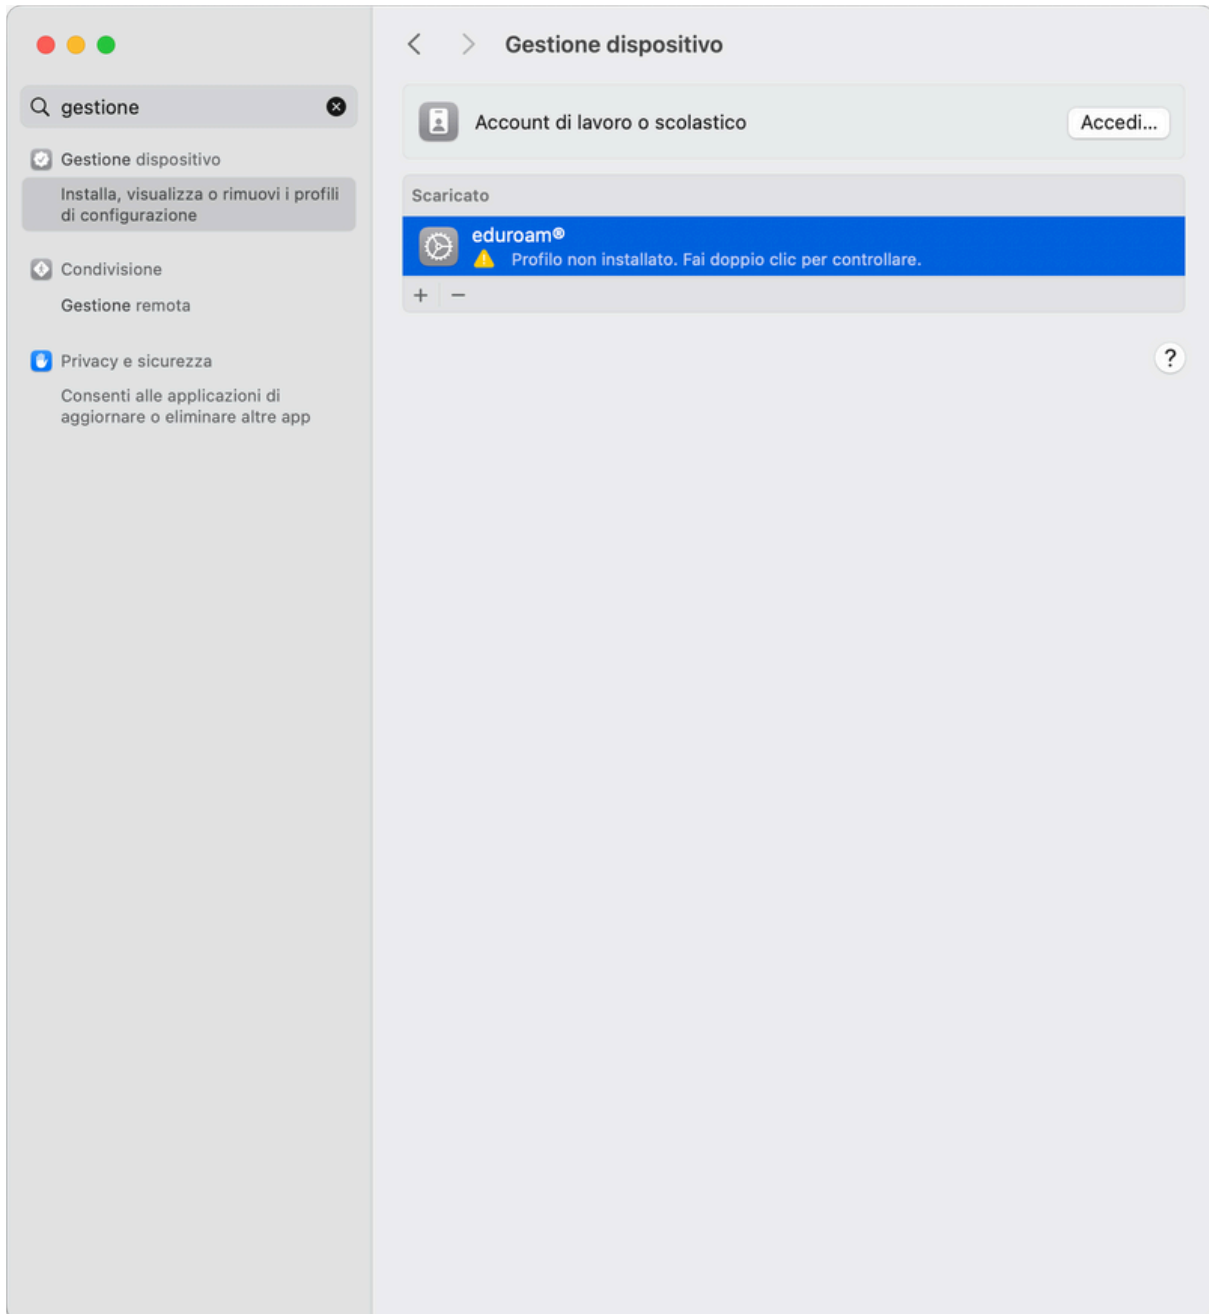 gestione
Gestione dispositivo
Installa, visualizza o rimuovi i profili
di configurazione
Condivisione
Gestione remota
Privacy e sicurezza
Consenti alle applicazioni di
aggiornare o eliminare altre app
Gestione dispositivo
Account di lavoro o scolastico
Accedi...
Scaricato
eduroam®
Profilo non installato. Fai doppio clic per controllare.
+ −
?